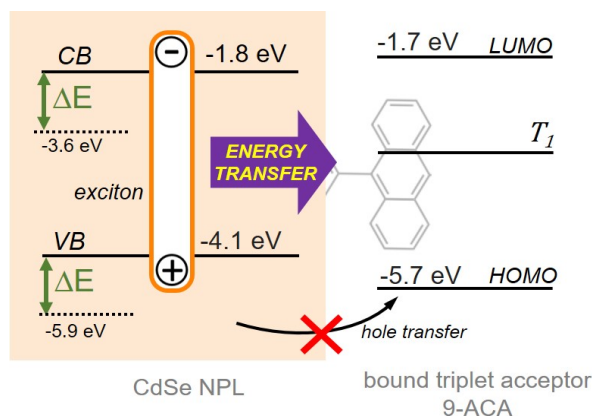 CB
-1.8 eV
ΔE
-3.6 eV
exciton
VB
-4.1 eV
ΔE
-5.9 eV
ENERGY
TRANSFER
-1.7 eV
LUMO
T1
-5.7 eV
HOMO
hole transfer
CdSe NPL
bound triplet acceptor
9-ACA